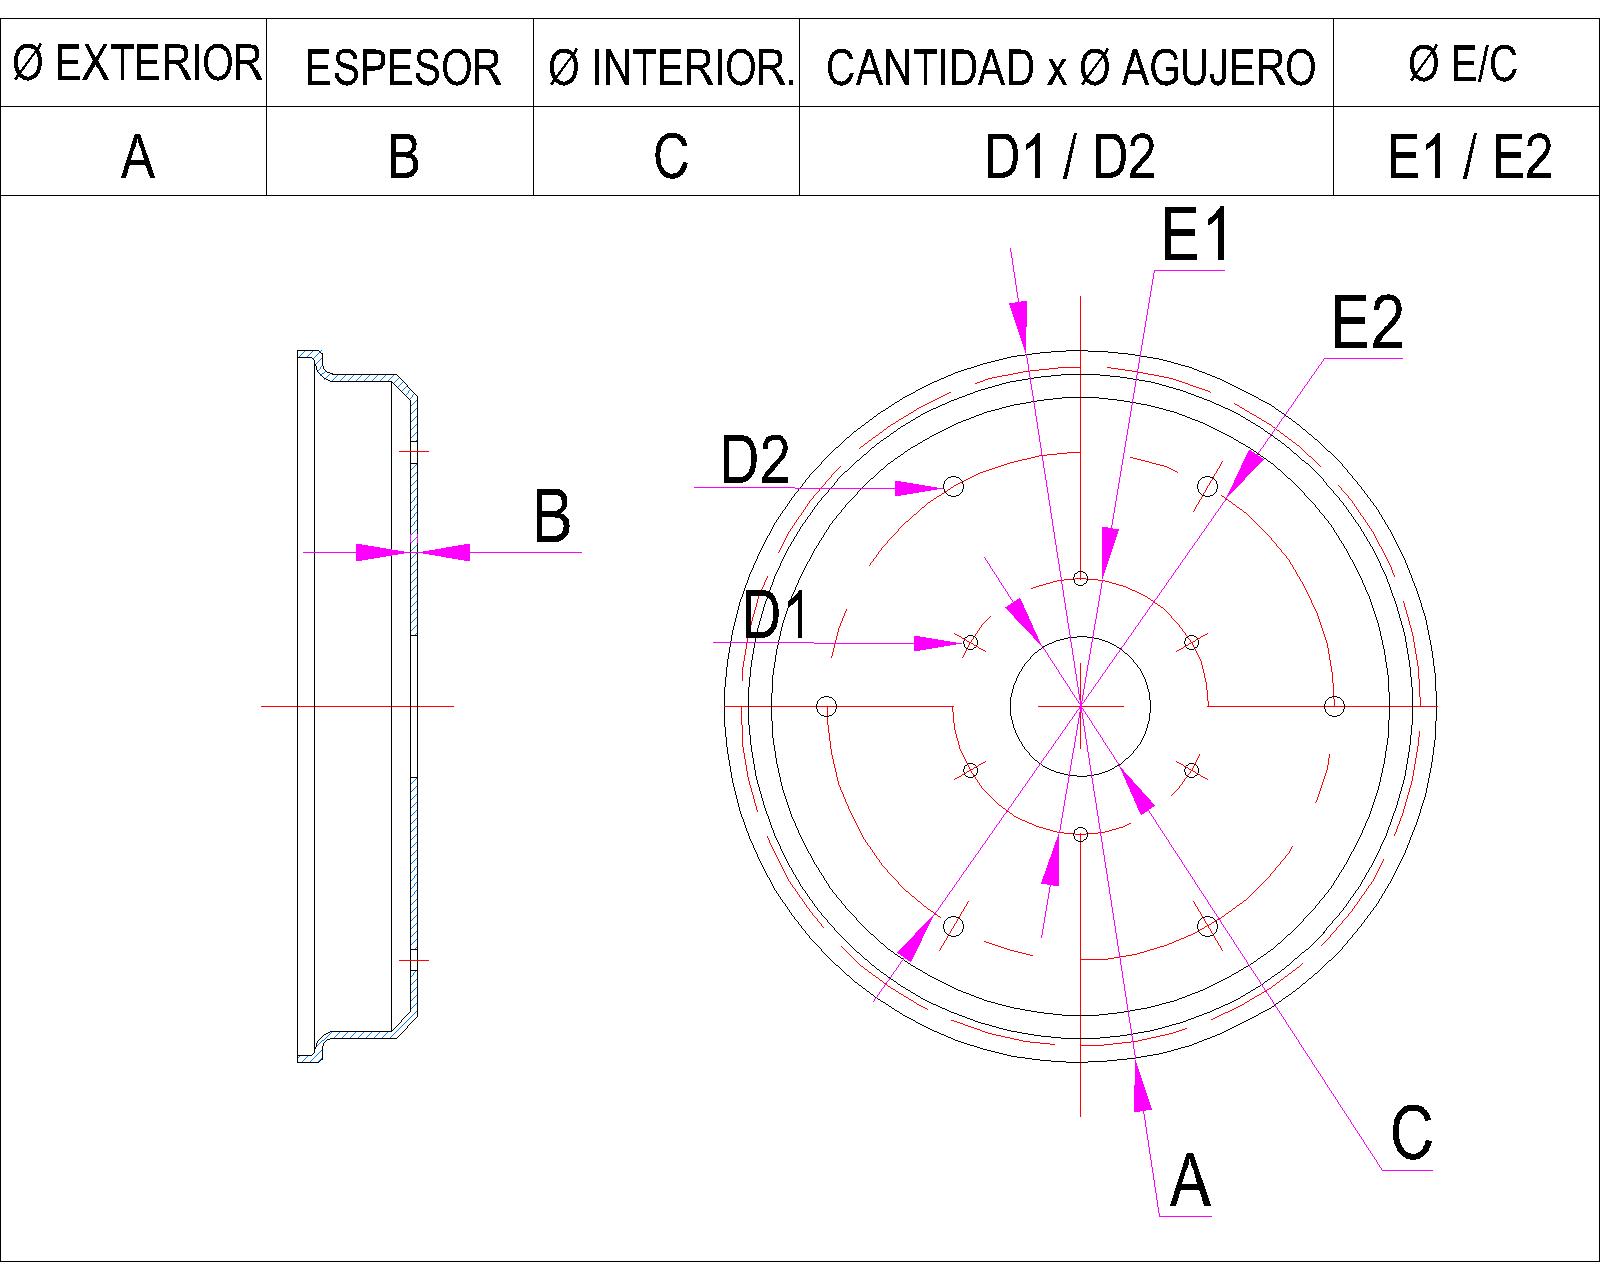 Ø EXTERIOR ESPESOR Ø INTERIOR. CANTIDAD x Ø AGUJERO Ø E/C
A B C D1 / D2 E1 / E2
E1
E2
D2
B
D1
C
A